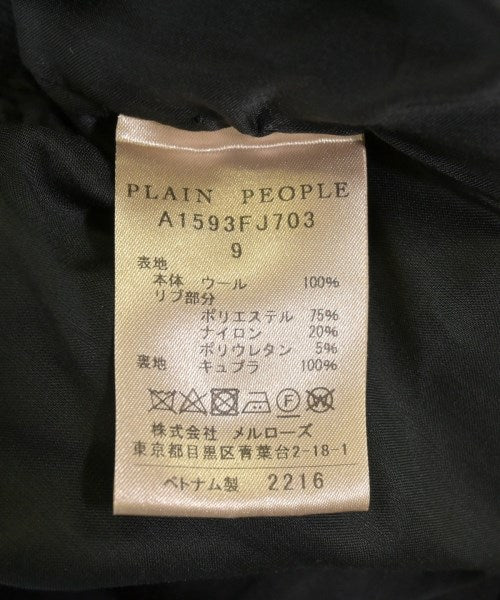 PLAIN PEOPLE
A1593FJ703
9
表地
本体 ウール 100%
リブ部分
ポリエステル 75%
ナイロン 20%
ポリウレタン 5%
裏地 キュプラ 100%
株式会社 メルローズ
東京都目黒区青葉台2-18-1
ベトナム製 2216